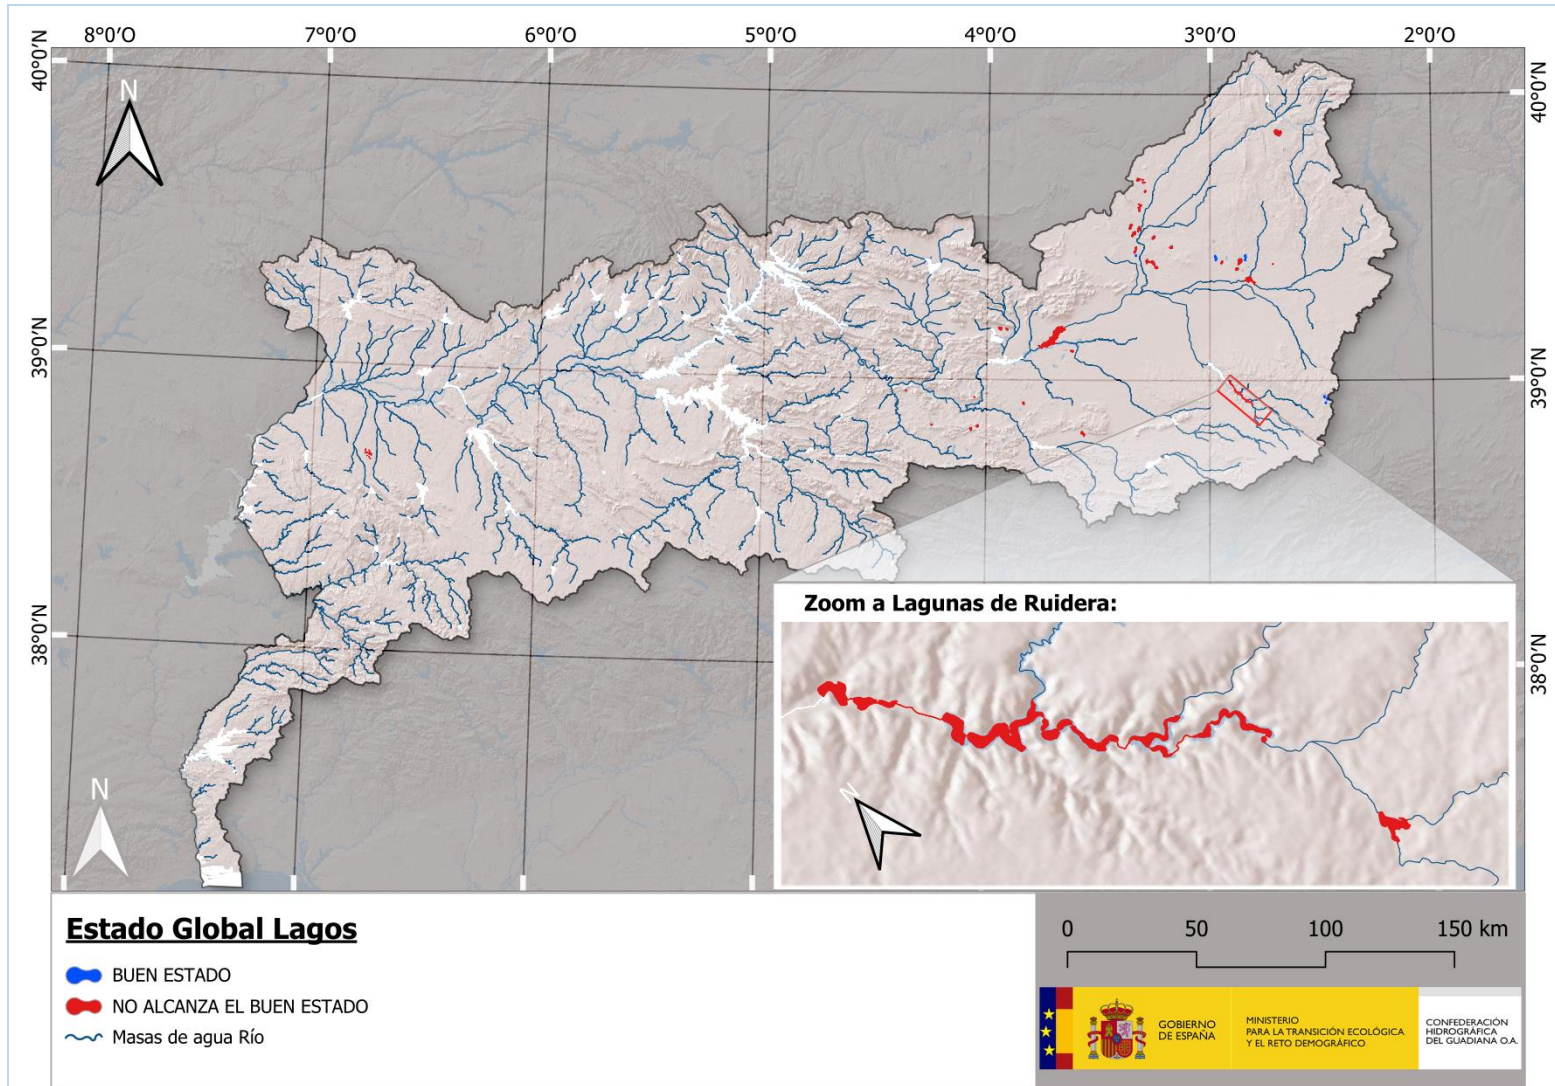 8°0'O 7°0'O 6°0'O 5°0'O 4°0'O 3°0'O 2°0'O
40°0'N
40°0'N
N
39°0'N
39°0'N
38°0'N
38°0'N
Zoom a Lagunas de Ruidera:
N
N
Estado Global Lagos
BUEN ESTADO
NO ALCANZA EL BUEN ESTADO
Masas de agua Río
0 50 100 150 km
GOBIERNO
DE ESPAÑA
MINISTERIO
PARA LA TRANSICIÓN ECOLÓGICA
Y EL RETO DEMOGRÁFICO
CONFEDERACIÓN
HIDROGRÁFICA
DEL GUADIANA O.A.